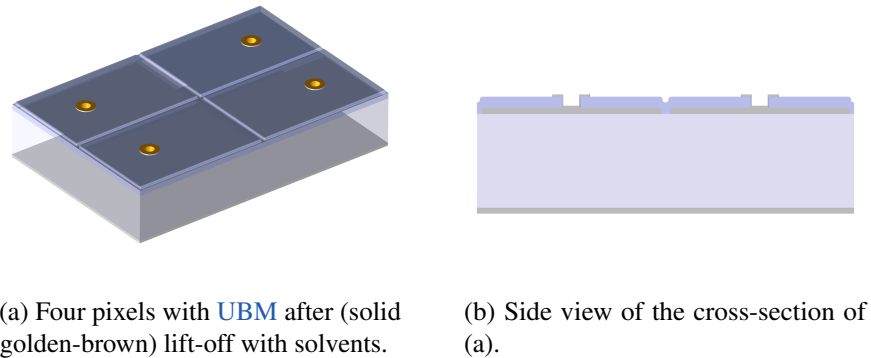 (a) Four pixels with UBM after (solid
golden-brown) lift-off with solvents.
(b) Side view of the cross-section of
(a).